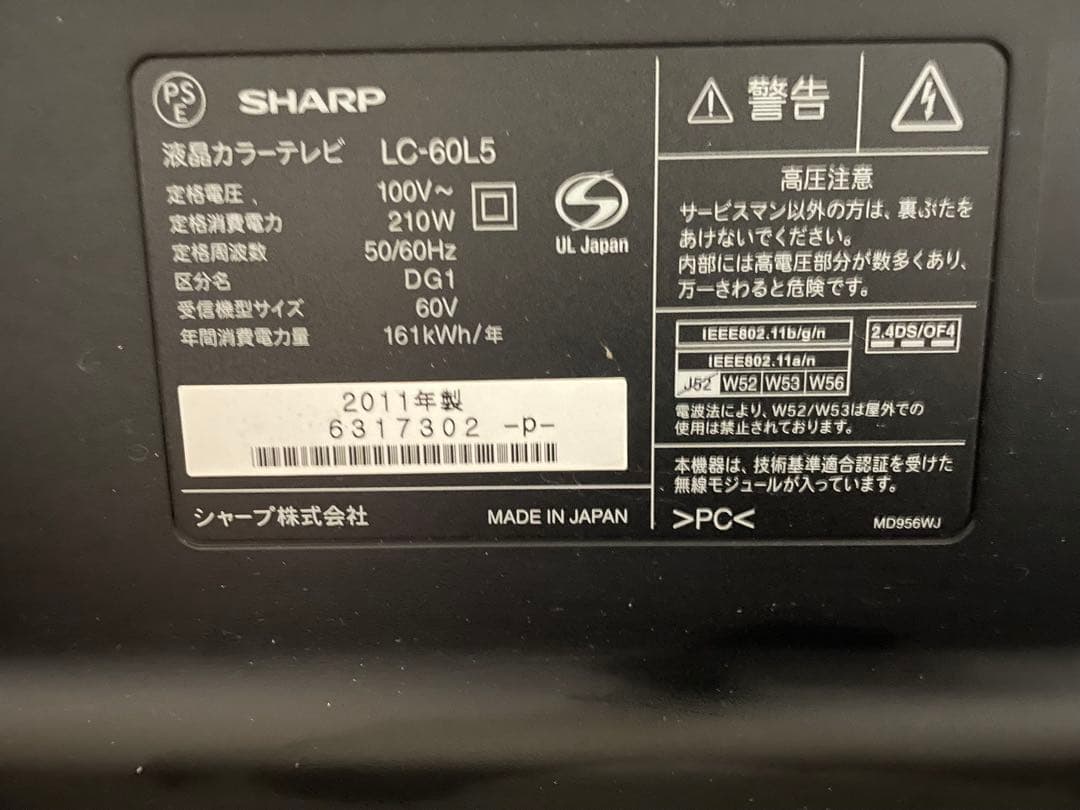 PSE
SHARP
液晶カラーテレビ LC-60L5
定格電圧 100V～
定格消費電力 210W
定格周波数 50/60Hz
区分名 DG1
受信機型サイズ 60V
年間消費電力量 161kWh/年
UL Japan
2011年製
6317302 -p-
シャープ株式会社 MADE IN JAPAN
警告
高圧注意
サービスマン以外の方は、裏ぶたを
あけないでください。
内部には高電圧部分が数多くあり、
万一さわると危険です。
IEEE802.11b/g/n 2.4DS/OF4
IEEE802.11a/n
J52 W52 W53 W56
電波法により、W52/W53は屋外での
使用は禁止されております。
本機器は、技術基準適合認証を受けた
無線モジュールが入っています。
>PC< MD956WJ